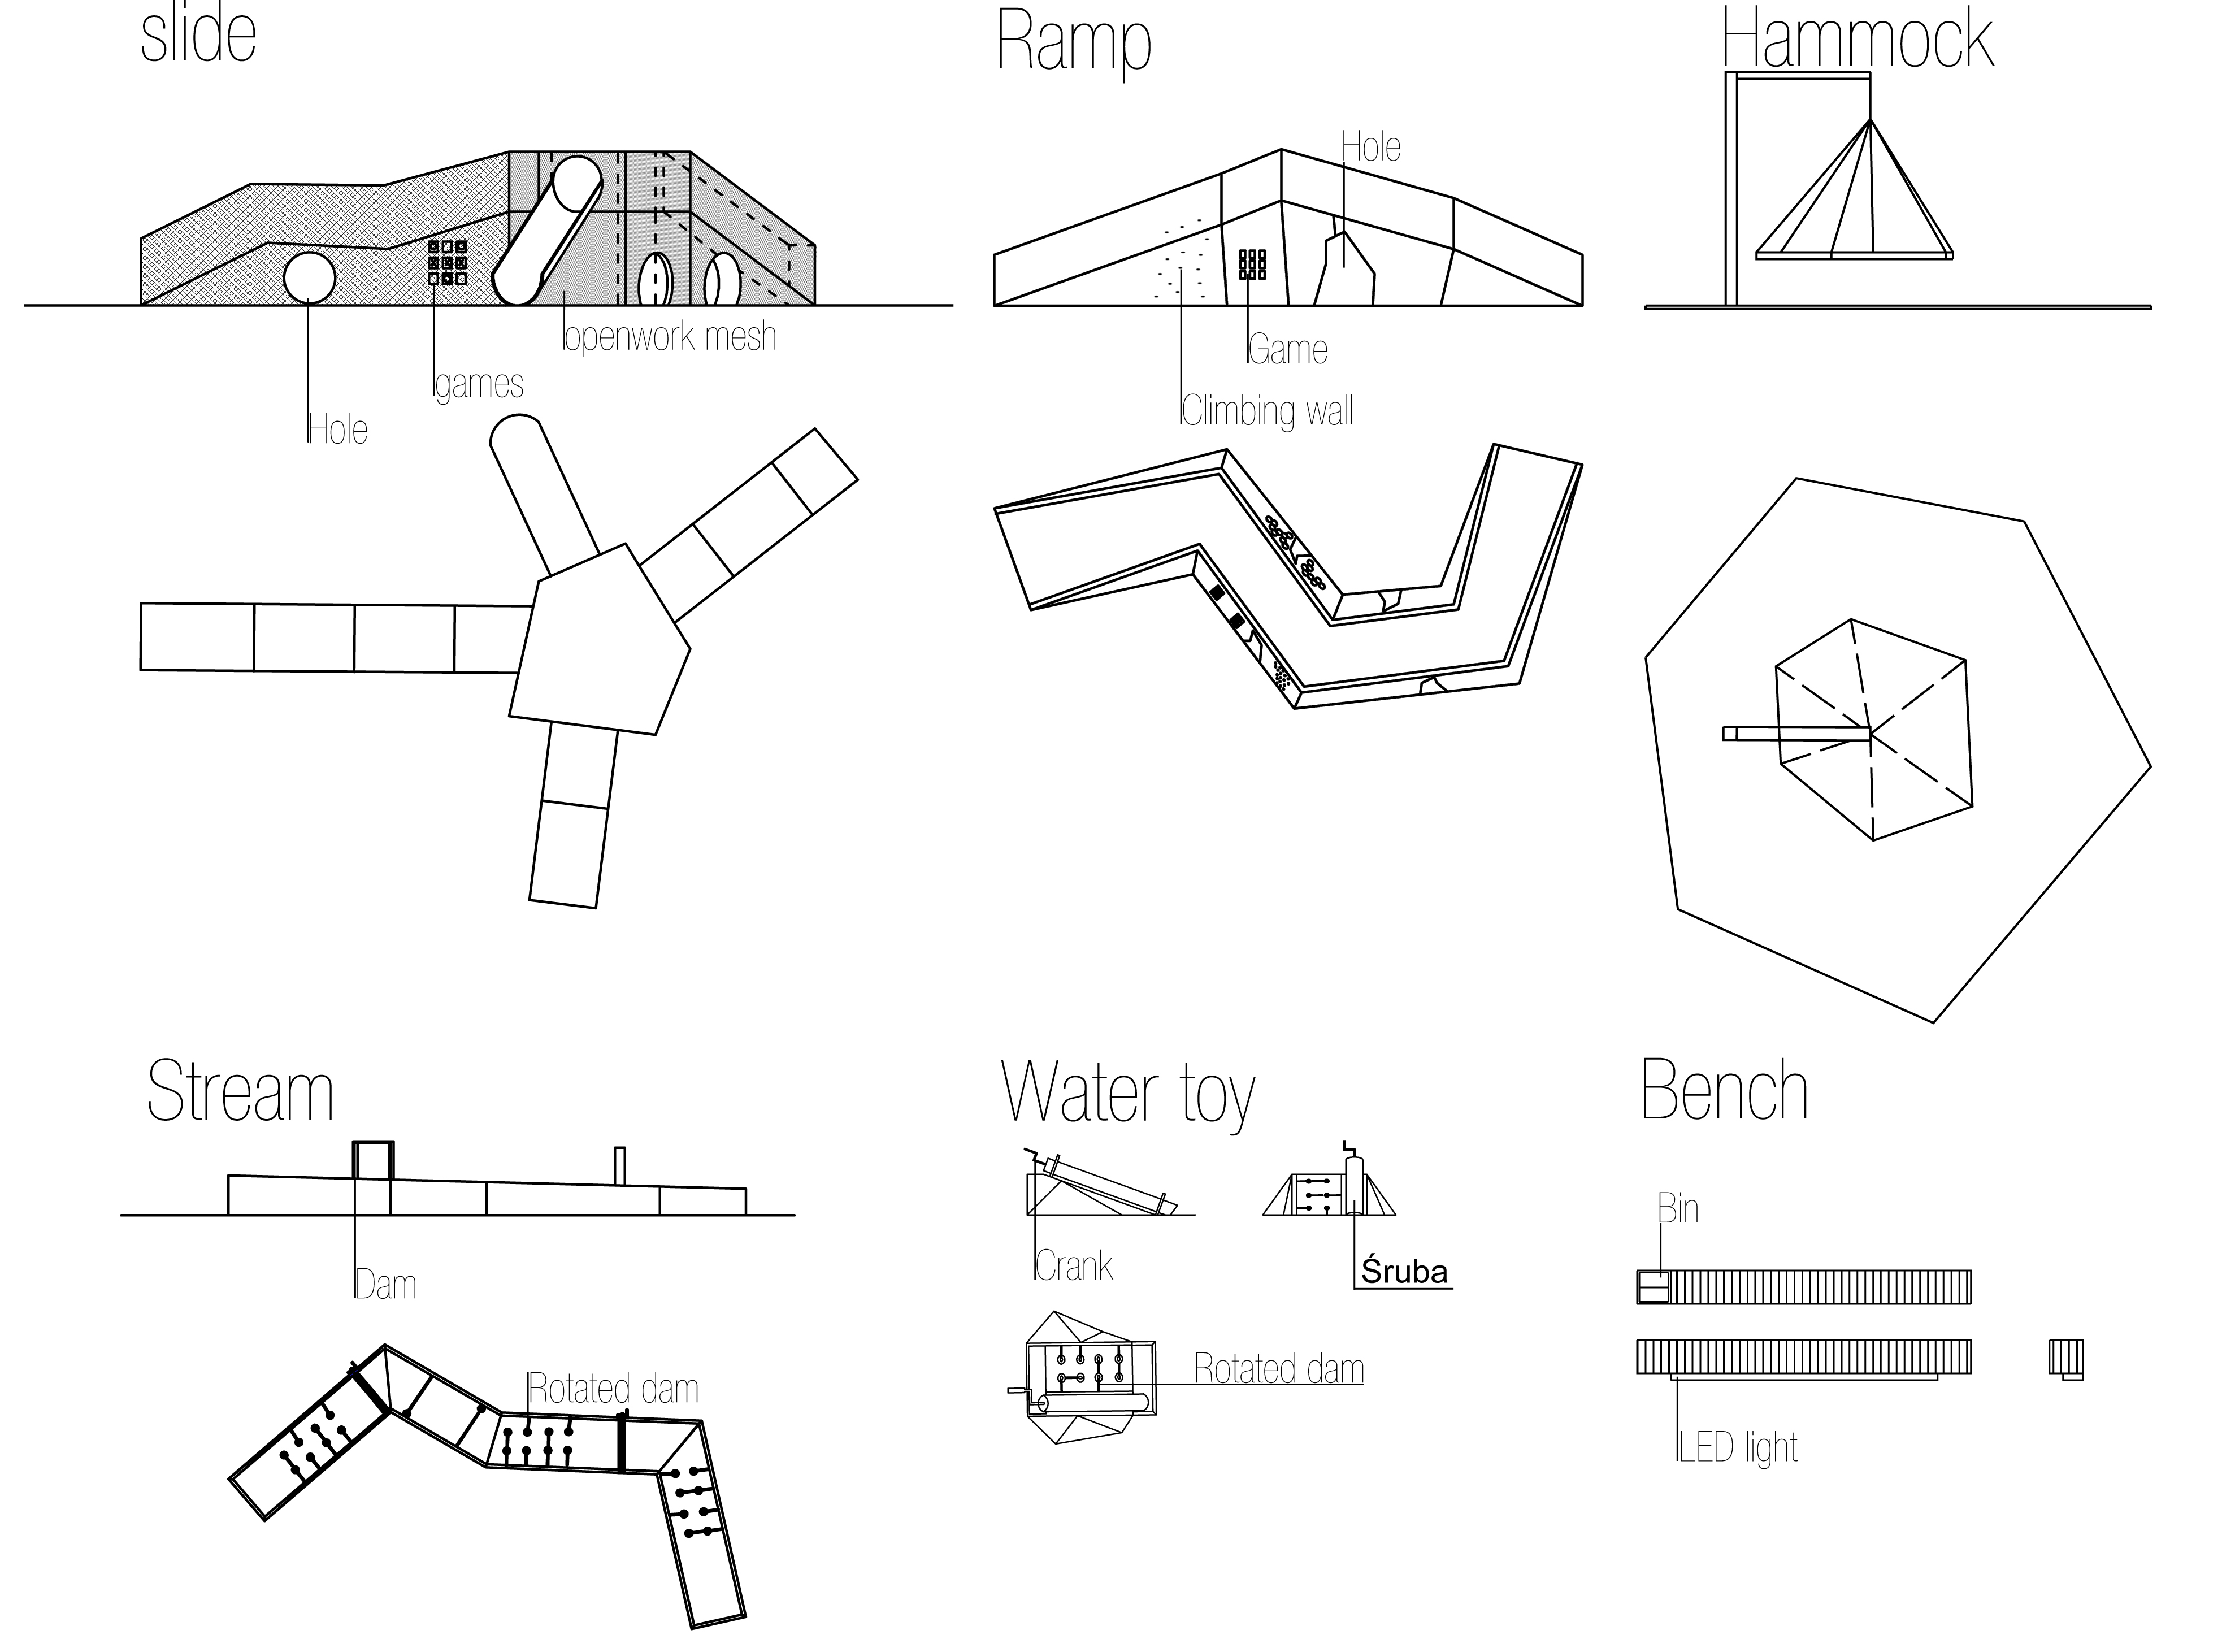 slide
Ramp
Hammock
Hole
openwork mesh
games
Hole
Game
Climbing wall
Stream
Water toy
Bench
Bin
Crank
Śruba
Dam
Rotated dam
Rotated dam
LED light